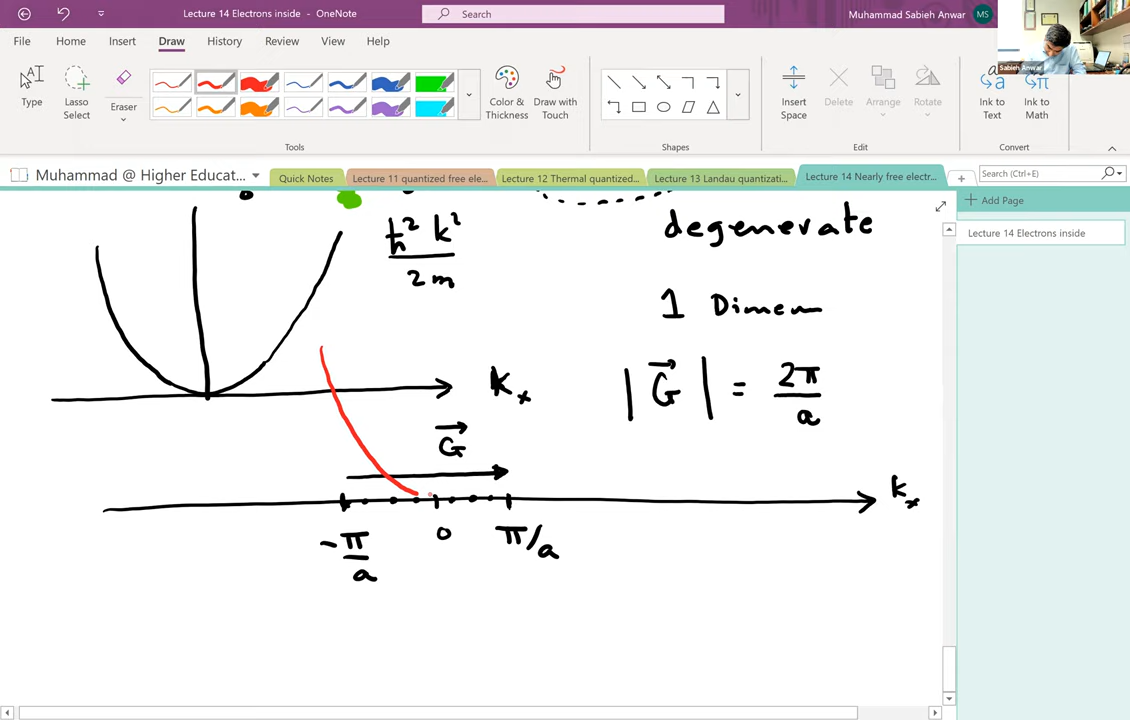 Lecture 14 Electrons inside - OneNote
Search
Muhammad Sabieh Anwar MS
File Home Insert Draw History Review View Help
Sabieh Anwar
Type
Lasso Select
Eraser
Color & Thickness
Draw with Touch
Insert Space
Delete
Arrange
Rotate
Ink to Text
Ink to Math
Tools
Shapes
Edit
Convert
Muhammad @ Higher Educat...
Quick Notes
Lecture 11 quantized free ele...
Lecture 12 Thermal quantized...
Lecture 13 Landau quantizati...
Lecture 14 Nearly free electr...
Search (Ctrl+E)
Add Page
Lecture 14 Electrons inside
ħ² k² / 2m
degenerate
1 Dimem
kₓ
|G⃗| = 2π/a
G⃗
kₓ
-π/a
0
π/a